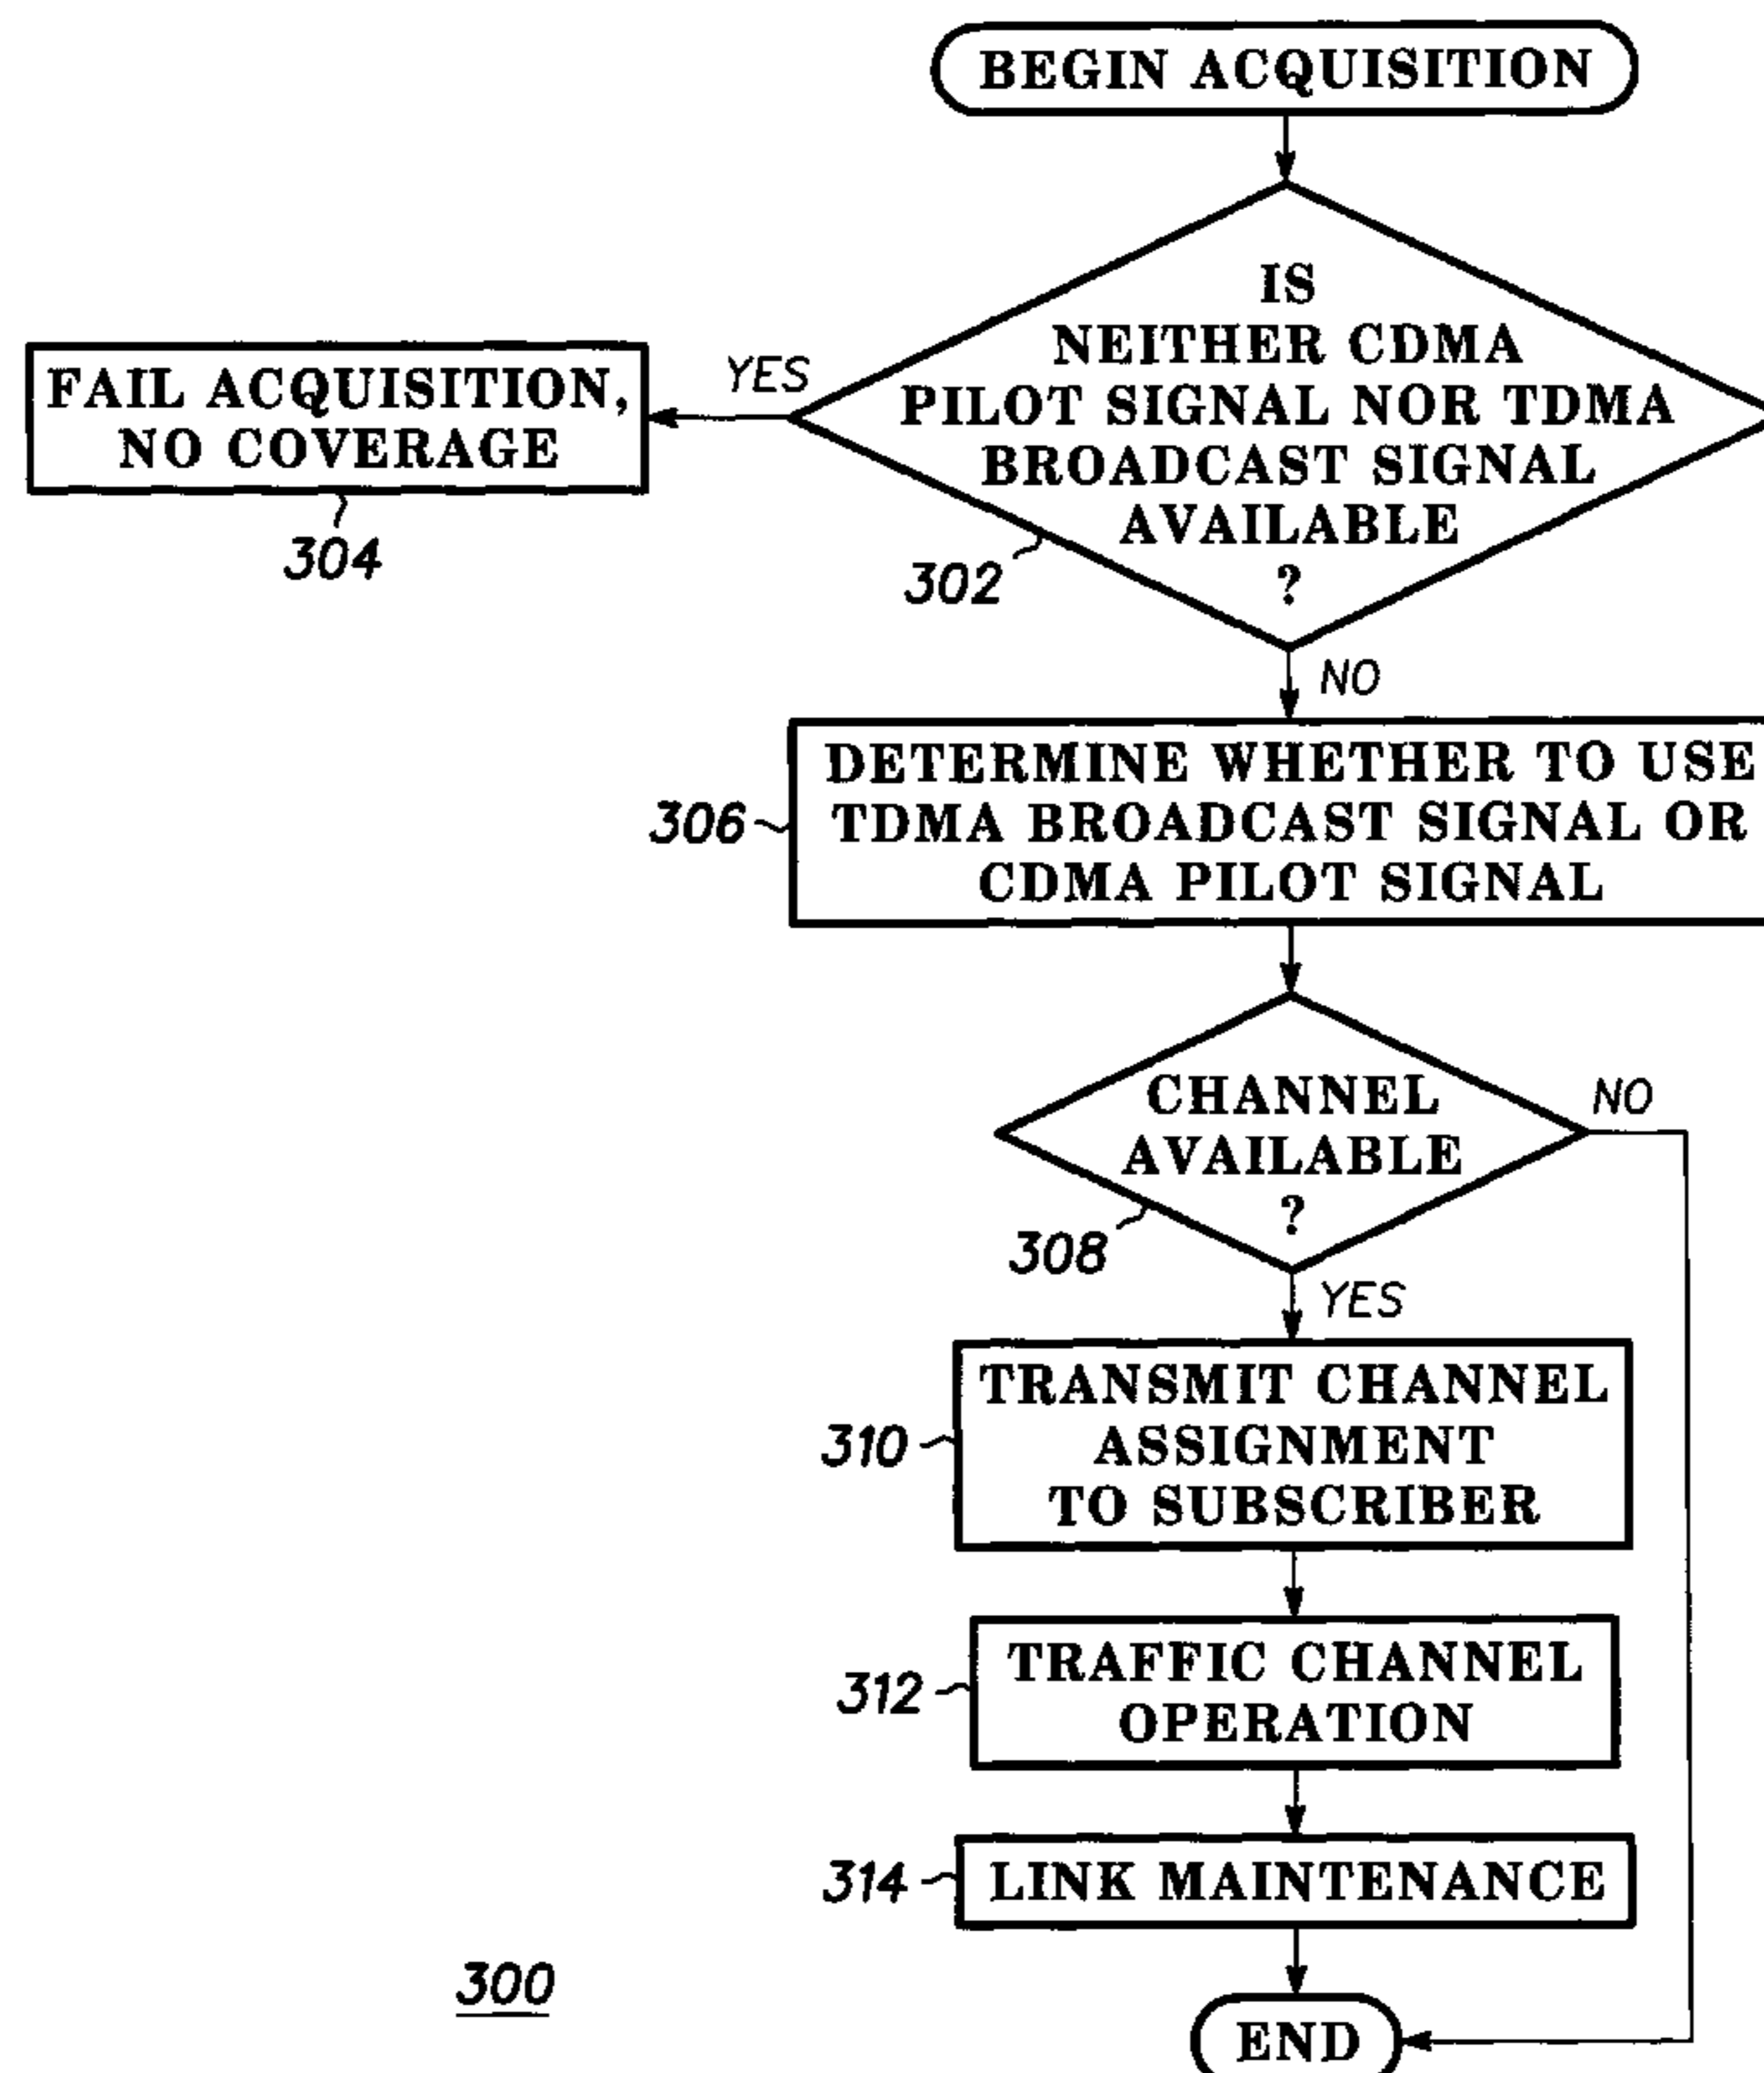 BEGIN ACQUISITION
IS
NEITHER CDMA
PILOT SIGNAL NOR TDMA
BROADCAST SIGNAL
AVAILABLE
?
302
YES
FAIL ACQUISITION,
NO COVERAGE
304
NO
DETERMINE WHETHER TO USE
TDMA BROADCAST SIGNAL OR
CDMA PILOT SIGNAL
306
CHANNEL
AVAILABLE
?
308
NO
YES
TRANSMIT CHANNEL
ASSIGNMENT
TO SUBSCRIBER
310
TRAFFIC CHANNEL
OPERATION
312
LINK MAINTENANCE
314
300
END